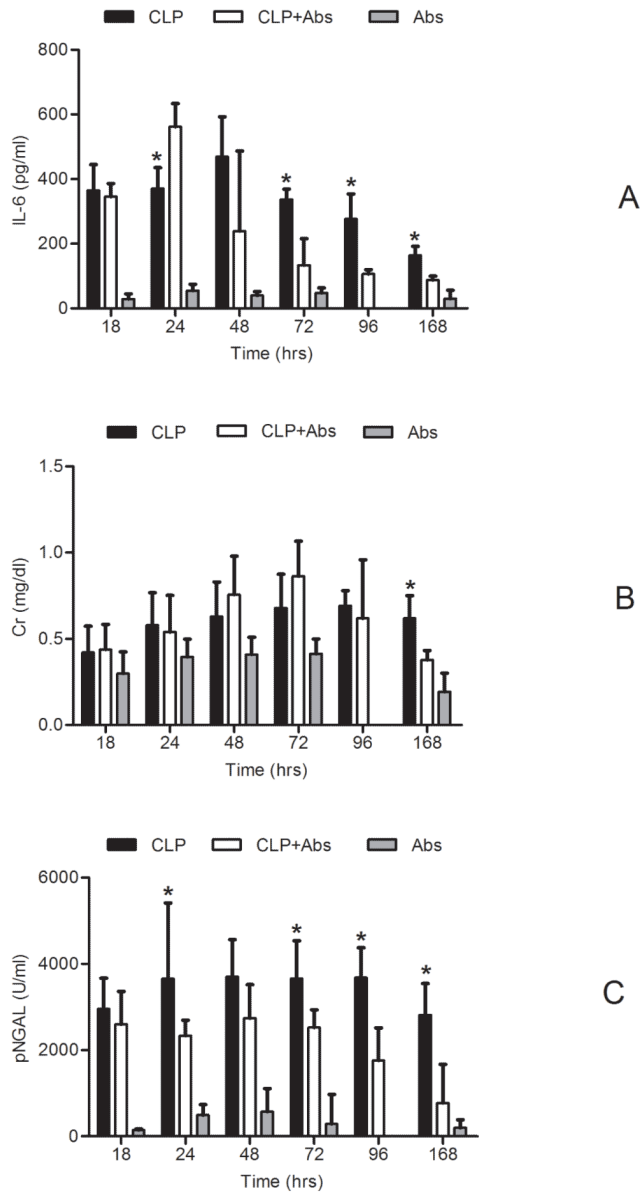 CLP CLP+Abs Abs
800
600
400
200
0
IL-6 (pg/ml)
* * * *
18 24 48 72 96 168
Time (hrs)
A
CLP CLP+Abs Abs
1.5
1.0
0.5
0.0
Cr (mg/dl)
*
18 24 48 72 96 168
Time (hrs)
B
CLP CLP+Abs Abs
6000
4000
2000
0
pNGAL (U/ml)
* * * *
18 24 48 72 96 168
Time (hrs)
C